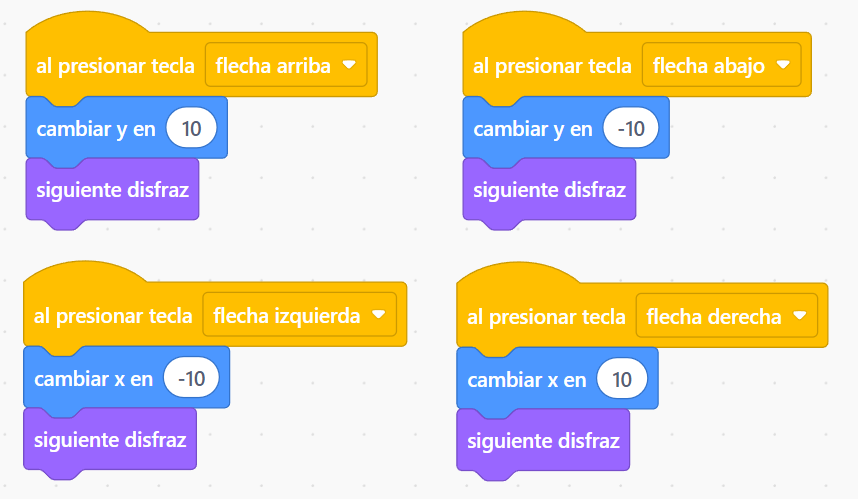 al presionar tecla flecha arriba
cambiar y en 10
siguiente disfraz
al presionar tecla flecha abajo
cambiar y en -10
siguiente disfraz
al presionar tecla flecha izquierda
cambiar x en -10
siguiente disfraz
al presionar tecla flecha derecha
cambiar x en 10
siguiente disfraz